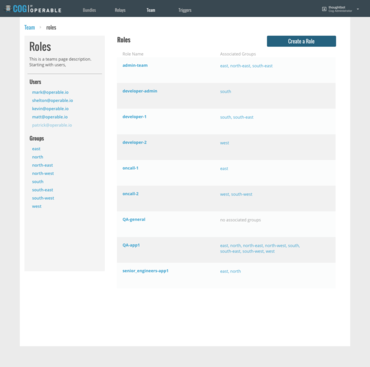 COG BY OPERABLE
Bundles
Relays
Team
Triggers
thoughtbot
Team > roles
Roles
This is a teams page description.
Starting with users.
Users
mark@operable.io
shelton@operable.io
kevin@operable.io
matt@operable.io
patrick@operable.io
Groups
east
north
north-east
north-west
south
south-east
south-west
west
Roles
Create a Role
Role Name
Associated Groups
admin-team
east, north-east, south-east
developer-admin
south
developer-1
south, south-east
developer-2
west
oncall-1
east
oncall-2
west, south-west
QA-general
no associated groups
QA-app1
east, north, north-east, north-west, south,
south-east, south-west, west
senior_engineers-app1
east, north